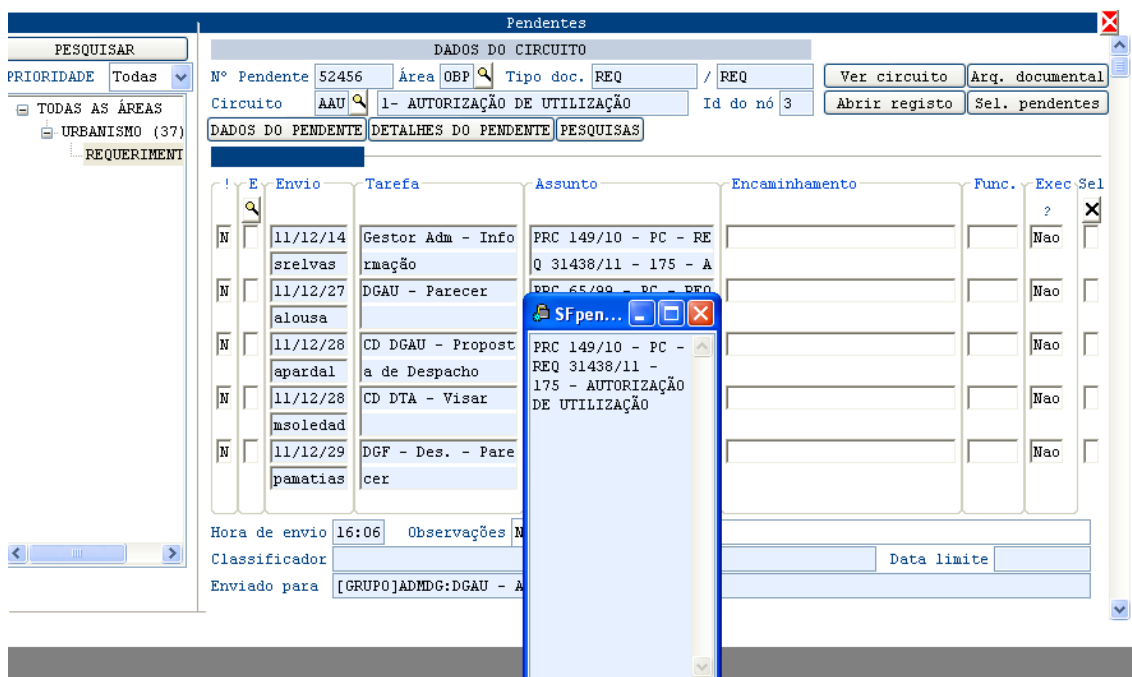 Pendentes
PESQUISAR
PRIORIDADE Todas
TODAS AS ÁREAS
URBANISMO (37)
REQUERIMENT
DADOS DO CIRCUITO
Nº Pendente 52456 Área OBP Tipo doc. REQ / REQ Ver circuito Arq. documental
Circuito AAU 1- AUTORIZAÇÃO DE UTILIZAÇÃO Id do nó 3 Abrir registo Sel. pendentes
DADOS DO PENDENTE DETALHES DO PENDENTE PESQUISAS
! E Envio Tarefa Assunto Encaminhamento Func. Exec Sel
?
N 11/12/14 Gestor Adm - Info PRC 149/10 - PC - RE Nao
srelvas rmação Q 31438/11 - 175 - A
N 11/12/27 DGAU - Parecer PRC 65/99 - PC - REQ Nao
alousa
N 11/12/28 CD DGAU - Propost Nao
apardal a de Despacho
N 11/12/28 CD DTA - Visar Nao
msoledad
N 11/12/29 DGF - Des. - Pare Nao
pamatias cer
SFpen...
PRC 149/10 - PC -
REQ 31438/11 -
175 - AUTORIZAÇÃO
DE UTILIZAÇÃO
Hora de envio 16:06 Observações N
Classificador Data limite
Enviado para [GRUPO]ADMDG:DGAU - A